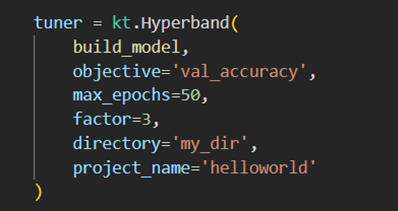 tuner = kt.Hyperband(
    build_model,
    objective='val_accuracy',
    max_epochs=50,
    factor=3,
    directory='my_dir',
    project_name='helloworld'
)